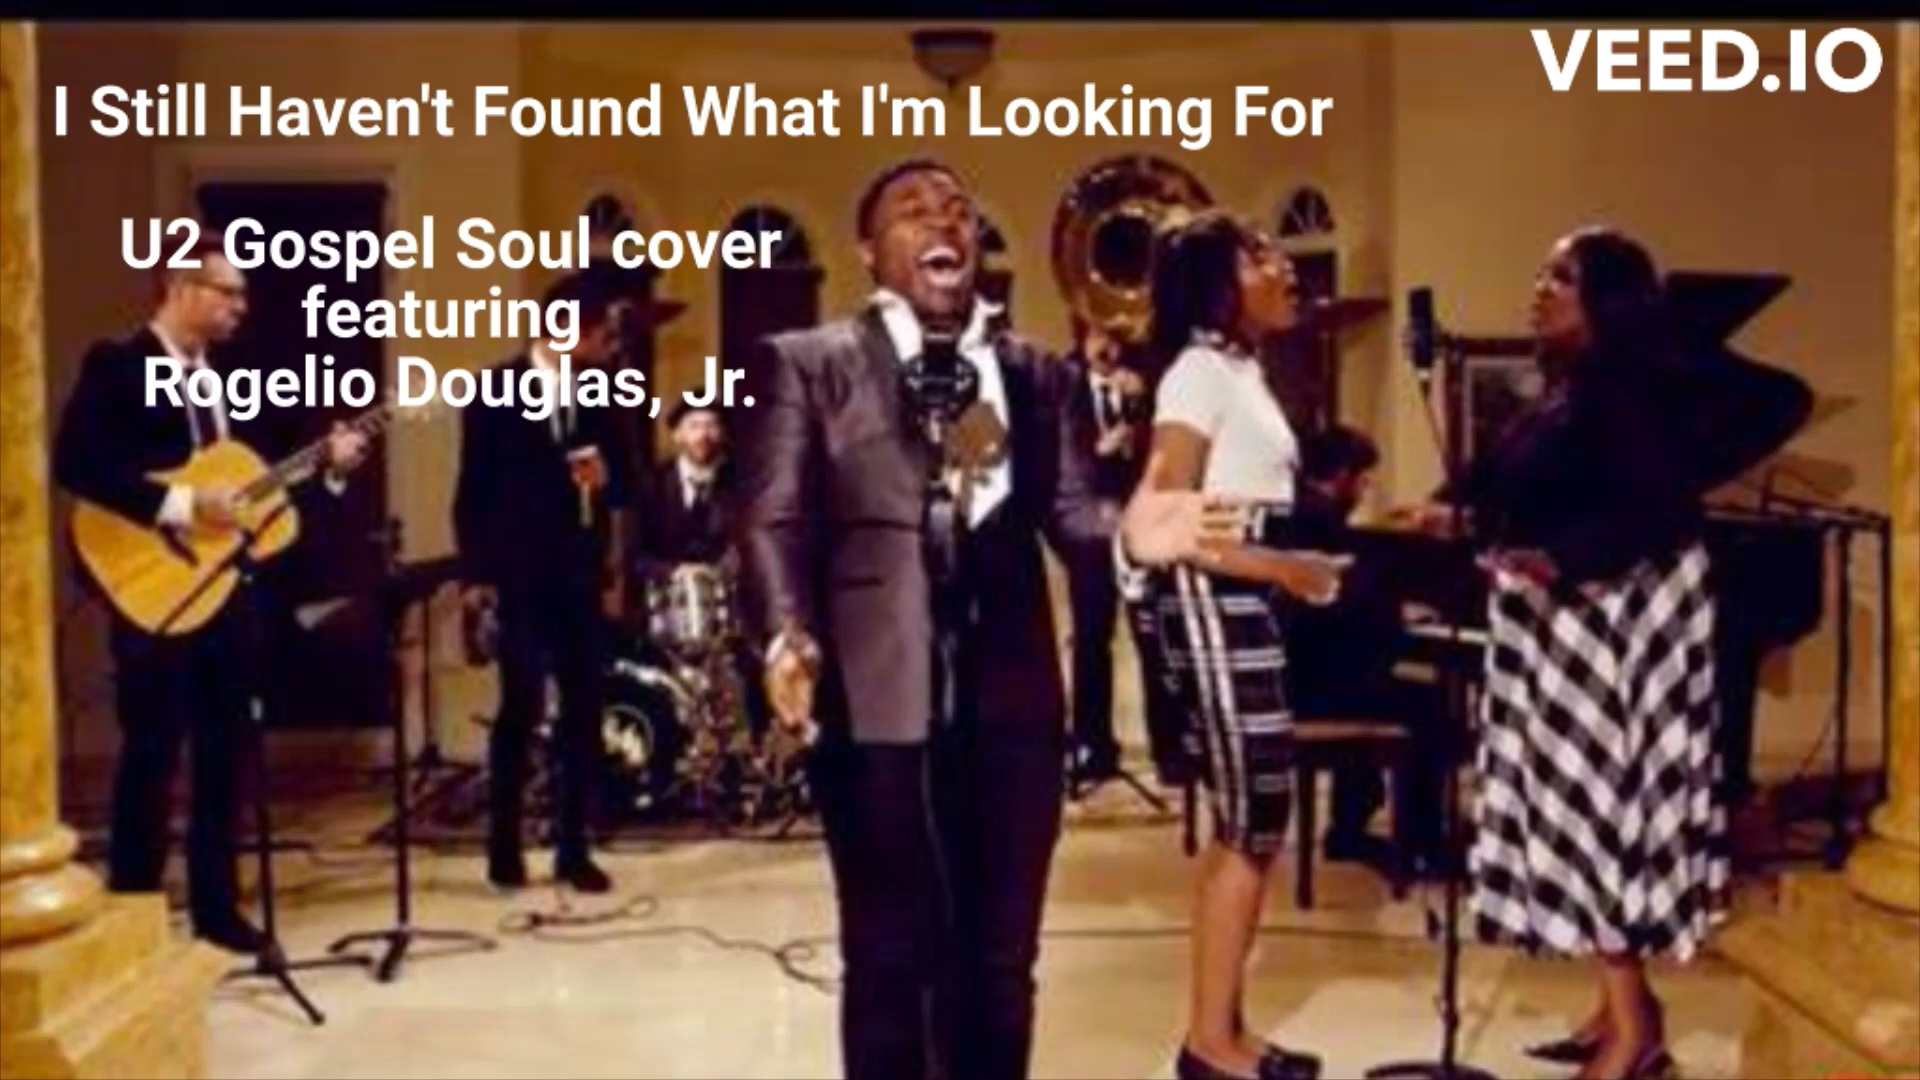 VEED.IO
I Still Haven't Found What I'm Looking For
U2 Gospel Soul cover
featuring
Rogelio Douglas, Jr.